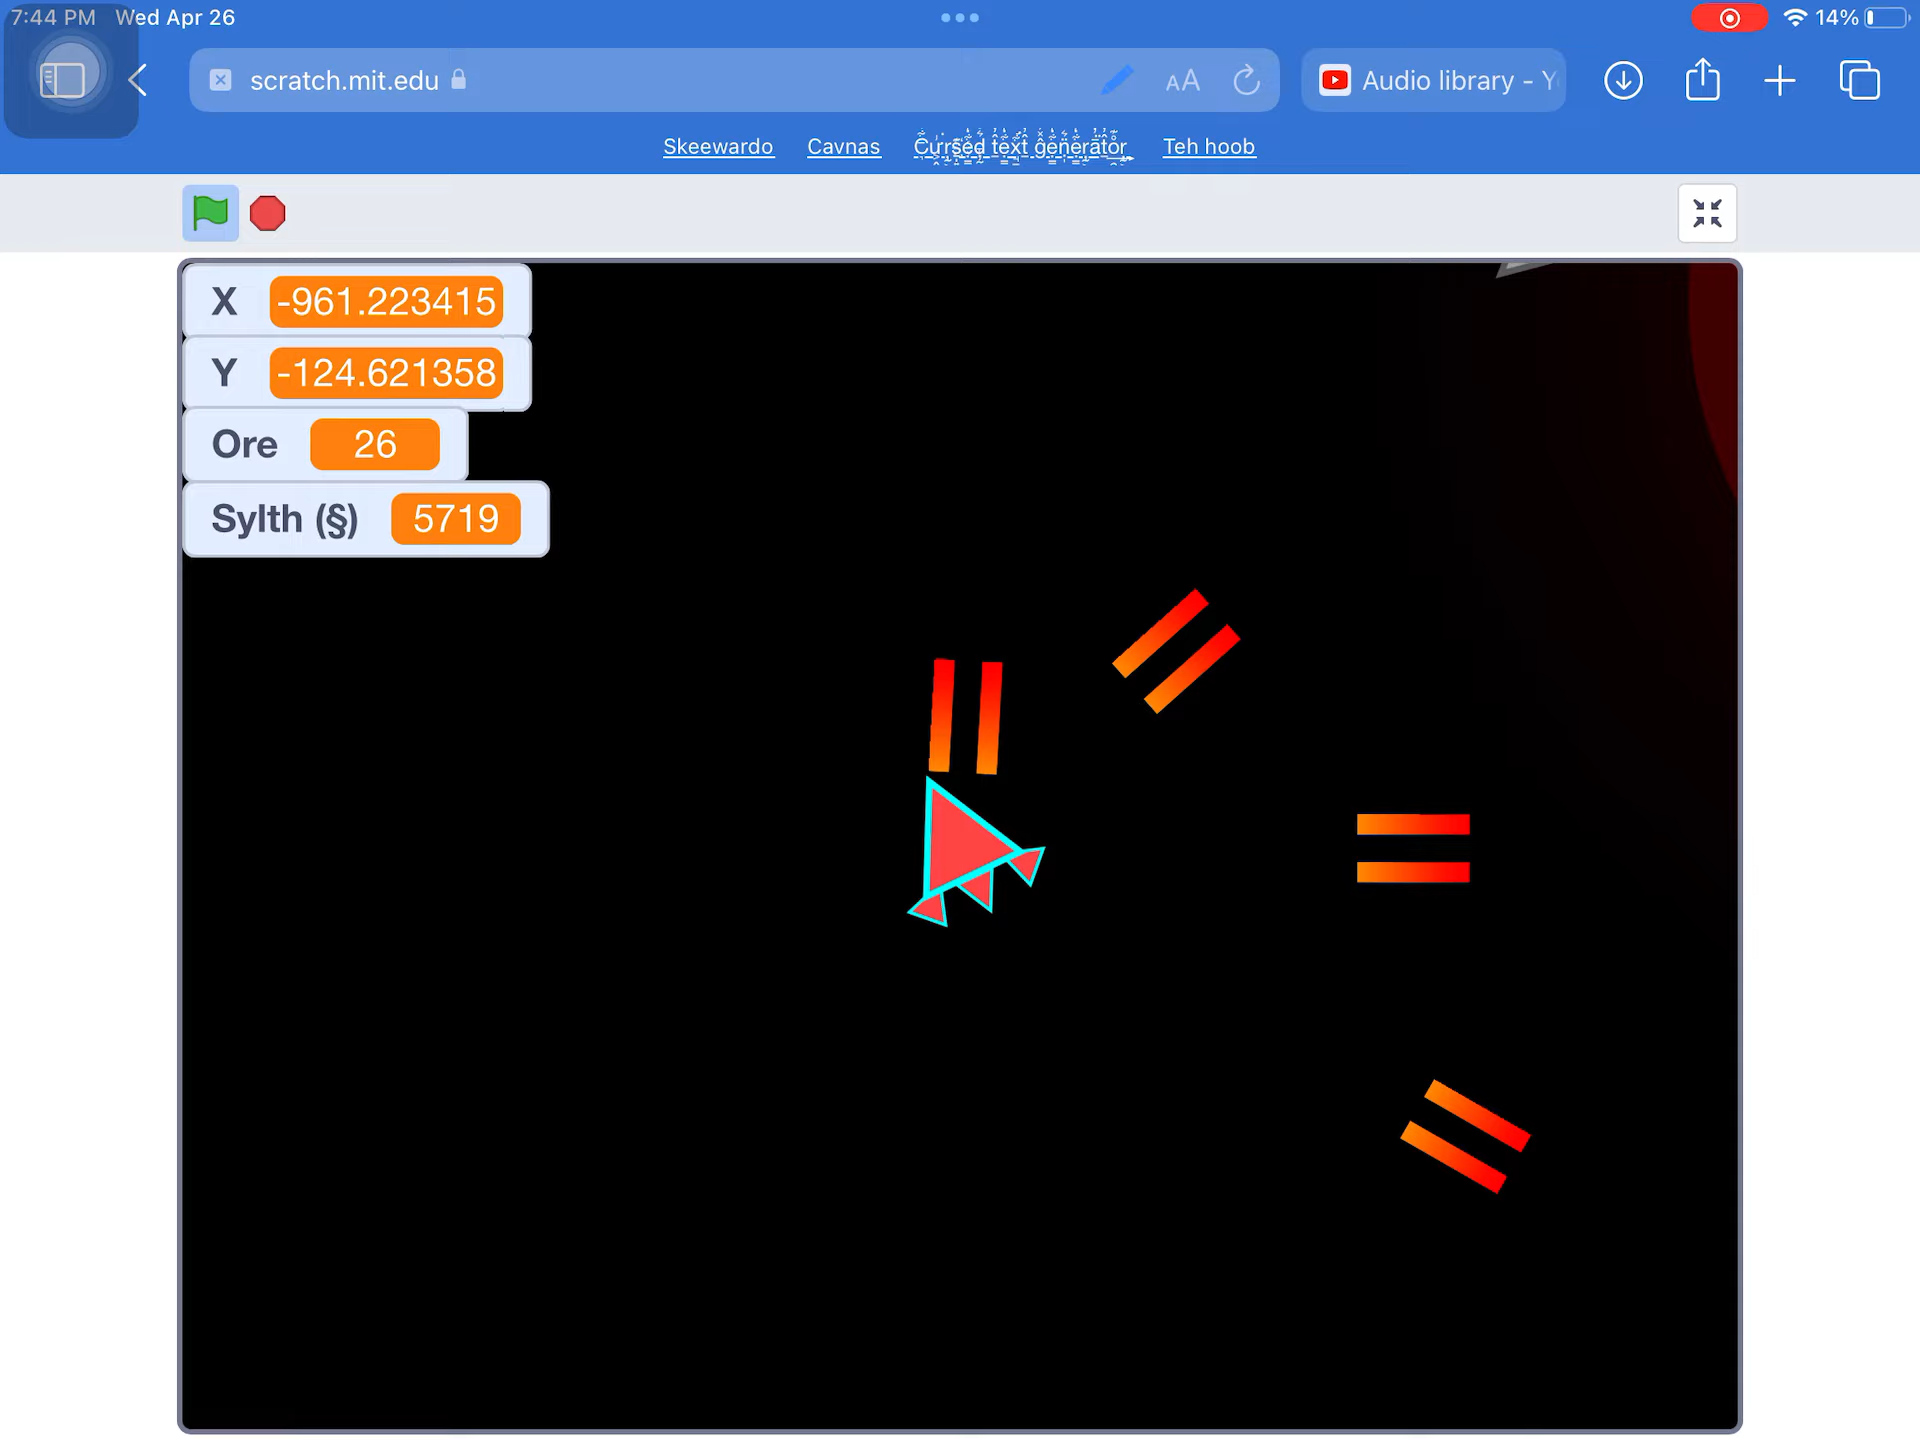 7:44 PM Wed Apr 26 14%
scratch.mit.edu AA Audio library - Y
Skeewardo Cavnas Cursed text generator Teh hoob
X -961.223415
Y -124.621358
Ore 26
Sylth (§) 5719